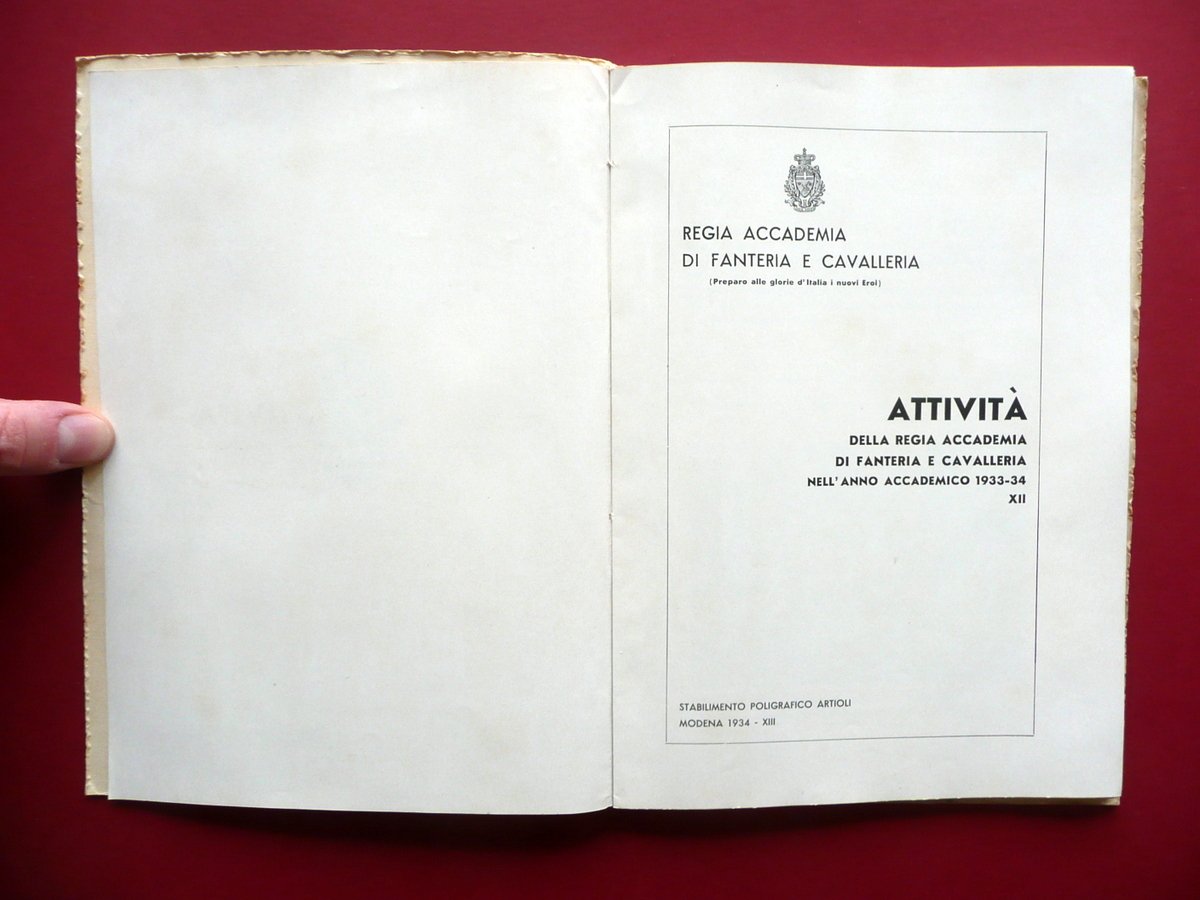 REGIA ACCADEMIA
DI FANTERIA E CAVALLERIA
(Preparo alle glorie d'Italia i nuovi Eroi)
ATTIVITÀ
DELLA REGIA ACCADEMIA
DI FANTERIA E CAVALLERIA
NELL'ANNO ACCADEMICO 1933-34
XII
STABILIMENTO POLIGRAFICO ARTIOLI
MODENA 1934 - XIII